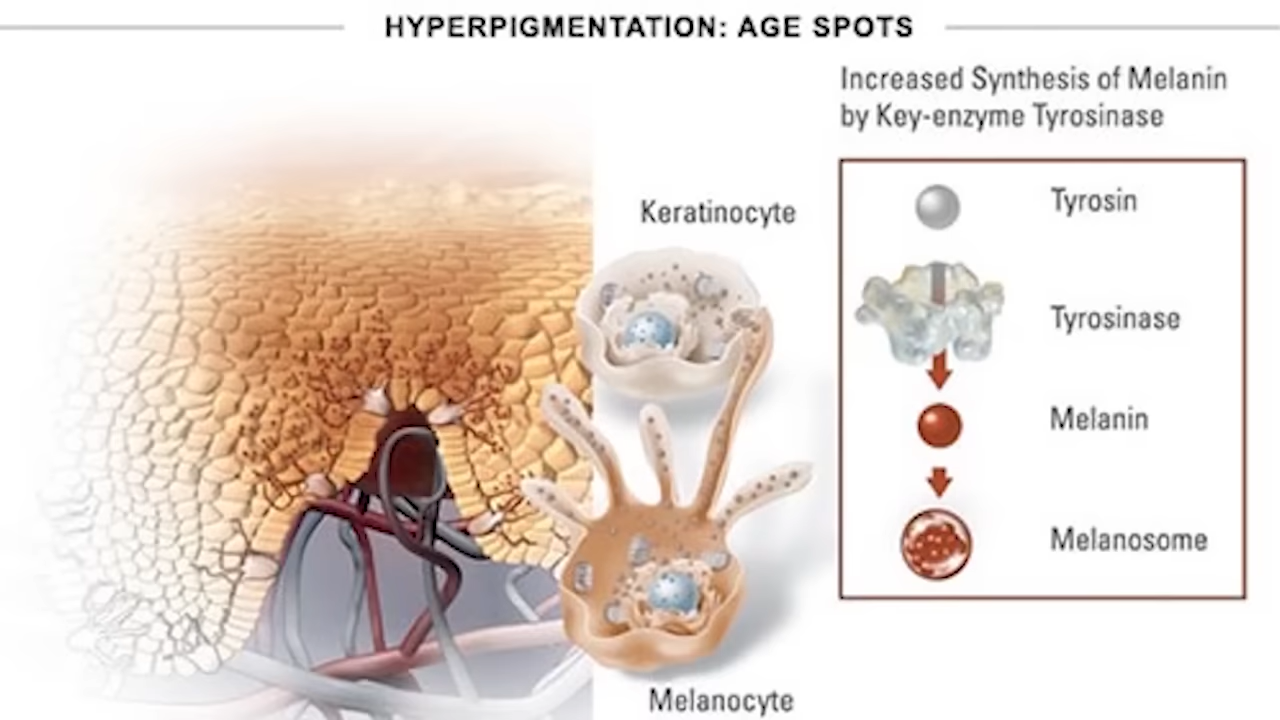 HYPERPIGMENTATION: AGE SPOTS
Increased Synthesis of Melanin
by Key-enzyme Tyrosinase
Keratinocyte
Melanocyte
Tyrosin
Tyrosinase
Melanin
Melanosome